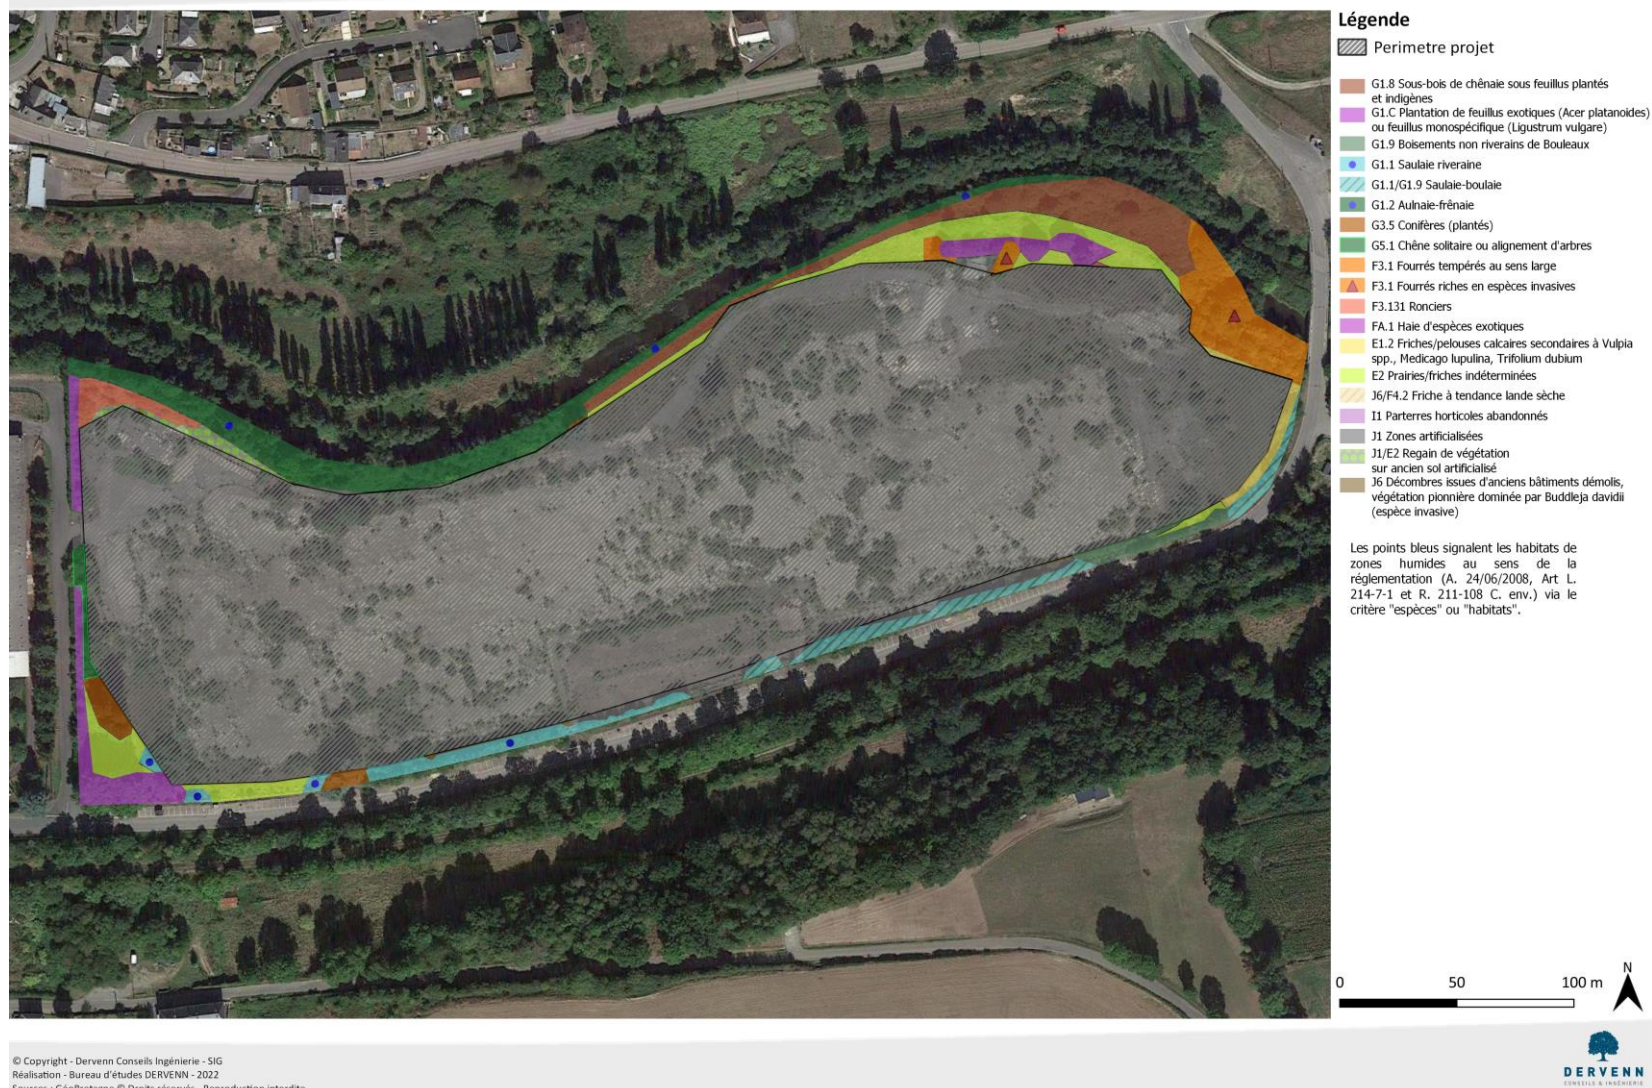 Légende
Perimetre projet
G1.8 Sous-bois de chênaie sous feuillus plantés
et indigènes
G1.C Plantation de feuillus exotiques (Acer platanoides)
ou feuillus monospécifique (Ligustrum vulgare)
G1.9 Boisements non riverains de Bouleaux
G1.1 Saulaie riveraine
G1.1/G1.9 Saulaie-boulaie
G1.2 Aulnaie-frênaie
G3.5 Conifères (plantés)
G5.1 Chêne solitaire ou alignement d'arbres
F3.1 Fourrés tempérés au sens large
F3.1 Fourrés riches en espèces invasives
F3.131 Ronciers
FA.1 Haie d'espèces exotiques
E1.2 Friches/pelouses calcaires secondaires à Vulpia
spp., Medicago lupulina, Trifolium dubium
E2 Prairies/friches indéterminées
J6/F4.2 Friche à tendance lande sèche
I1 Parterres horticoles abandonnés
J1 Zones artificialisées
J1/E2 Regain de végétation
sur ancien sol artificialisé
J6 Décombres issues d'anciens bâtiments démolis,
végétation pionnière dominée par Buddleja davidii
(espèce invasive)
Les points bleus signalent les habitats de
zones humides au sens de la
réglementation (A. 24/06/2008, Art L.
214-7-1 et R. 211-108 C. env.) via le
critère "espèces" ou "habitats".
N
0 50 100 m
© Copyright - Dervenn Conseils Ingénierie - SIG
Réalisation - Bureau d'études DERVENN - 2022
Sources : GéoBretagne © Droits réservés - Reproduction interdite
DERVENN
CONSEILS & INGÉNIERIE